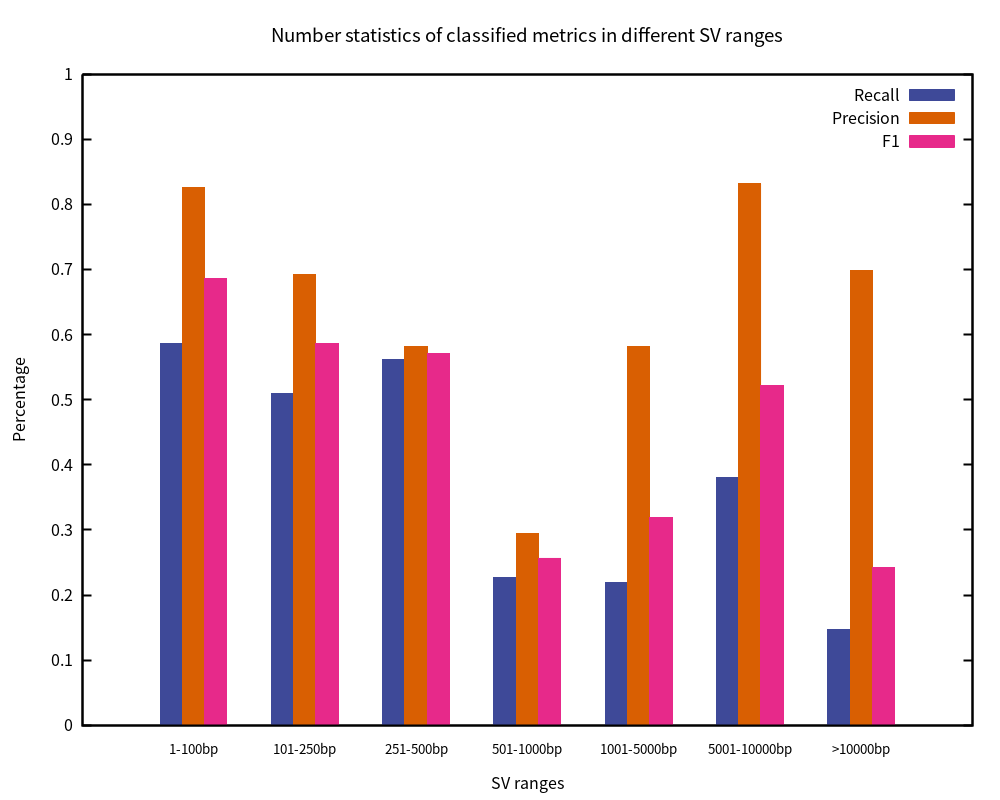 Number statistics of classified metrics in different SV ranges
1
0.9
0.8
0.7
0.6
0.5
0.4
0.3
0.2
0.1
0
Percentage
Recall
Precision
F1
1-100bp 101-250bp 251-500bp 501-1000bp 1001-5000bp 5001-10000bp >10000bp
SV ranges